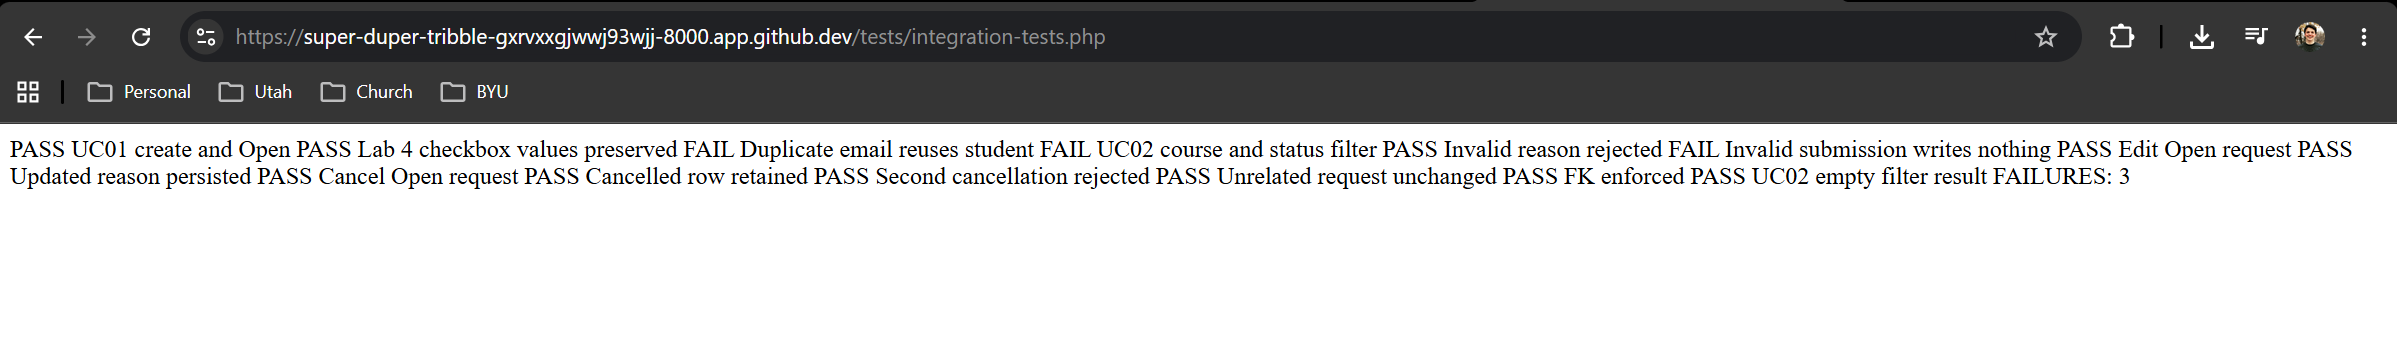 https://super-duper-tribble-gxrvxxgjwwj93wjj-8000.app.github.dev/tests/integration-tests.php
Personal Utah Church BYU
PASS UC01 create and Open PASS Lab 4 checkbox values preserved FAIL Duplicate email reuses student FAIL UC02 course and status filter PASS Invalid reason rejected FAIL Invalid submission writes nothing PASS Edit Open request PASS
Updated reason persisted PASS Cancel Open request PASS Cancelled row retained PASS Second cancellation rejected PASS Unrelated request unchanged PASS FK enforced PASS UC02 empty filter result FAILURES: 3